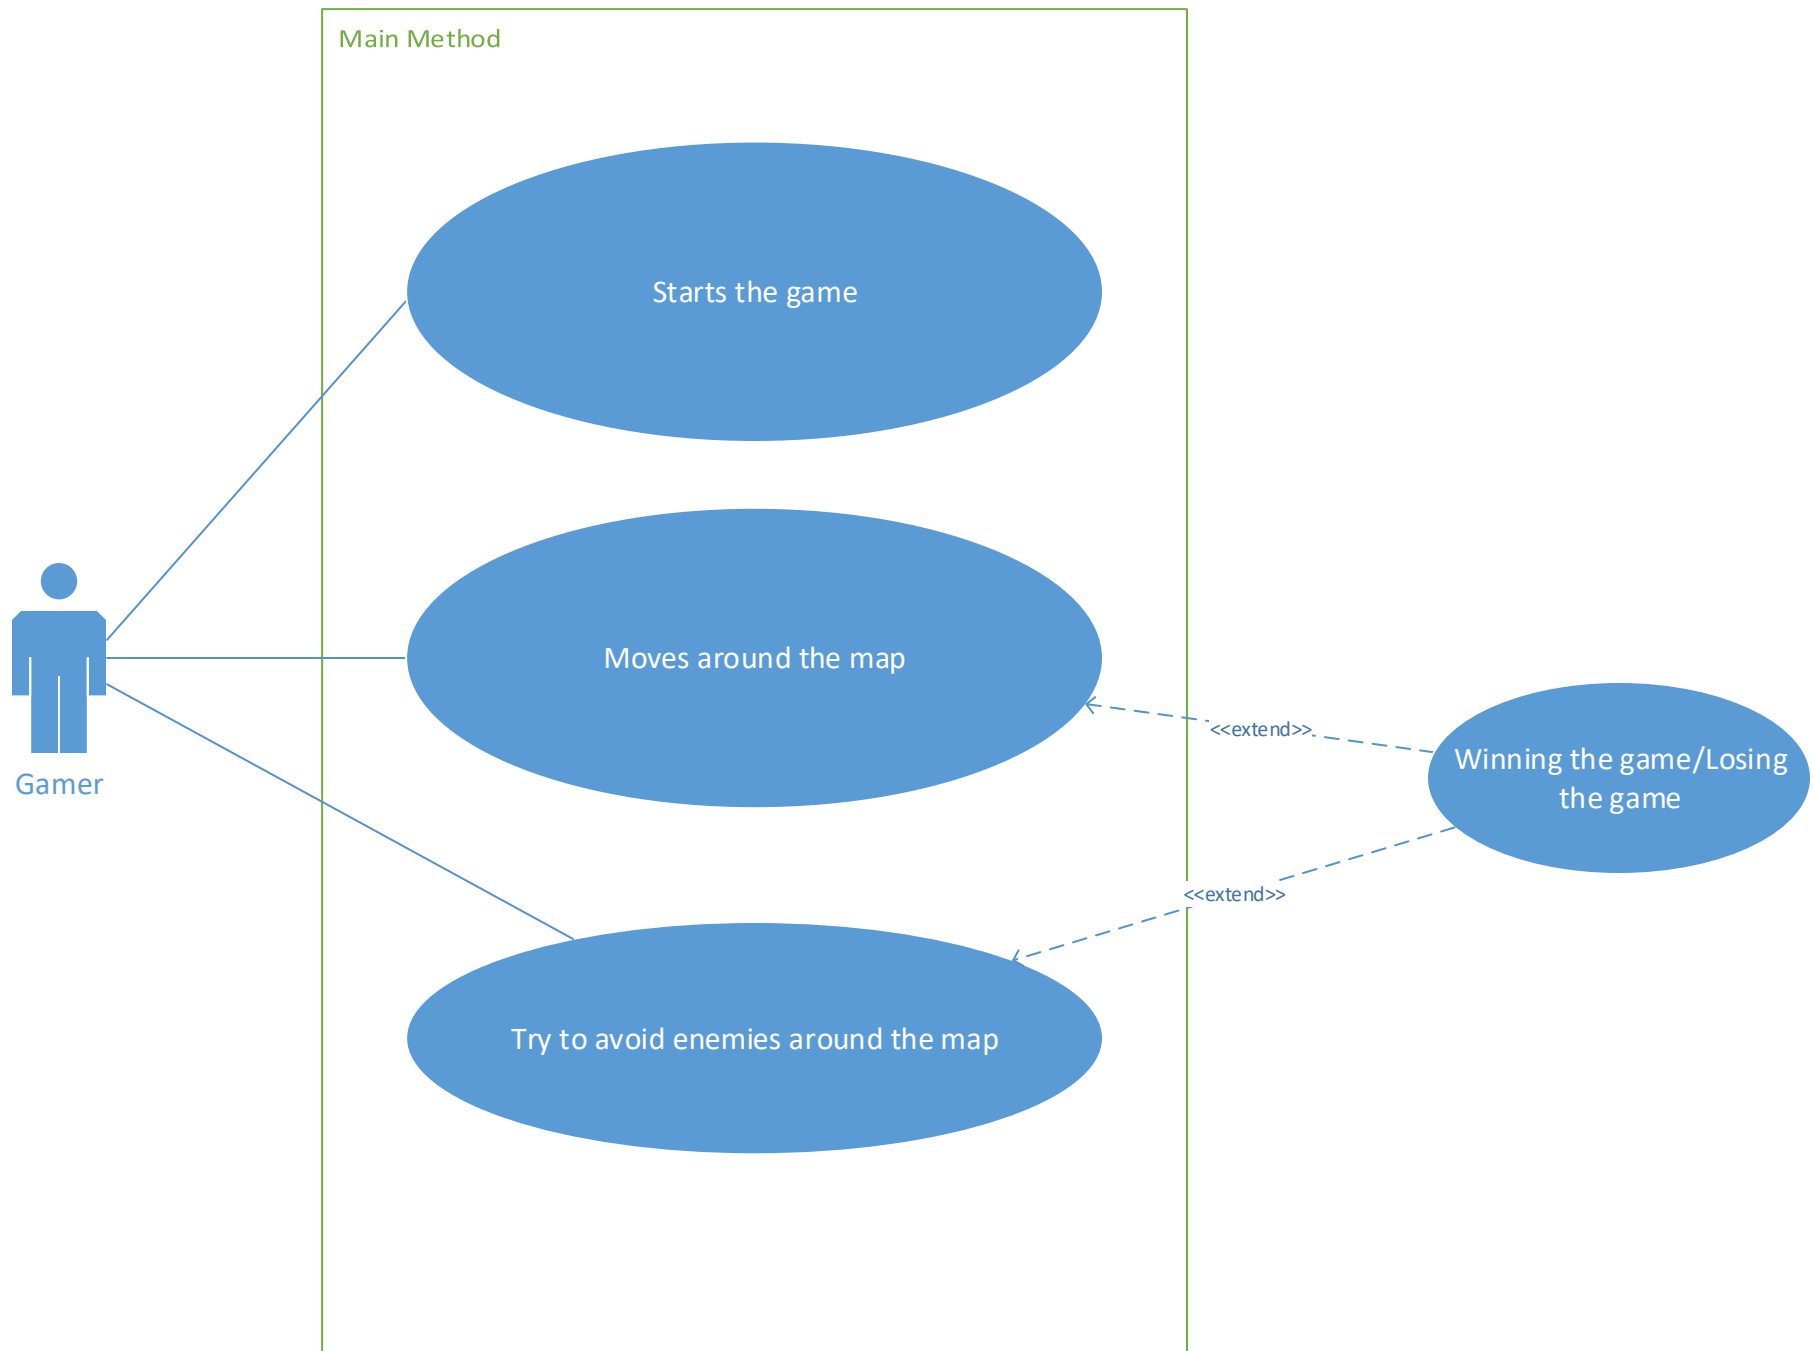 Main Method
Starts the game
Moves around the map
<<extend>>
Winning the game/Losing
the game
Gamer
<<extend>>
Try to avoid enemies around the map